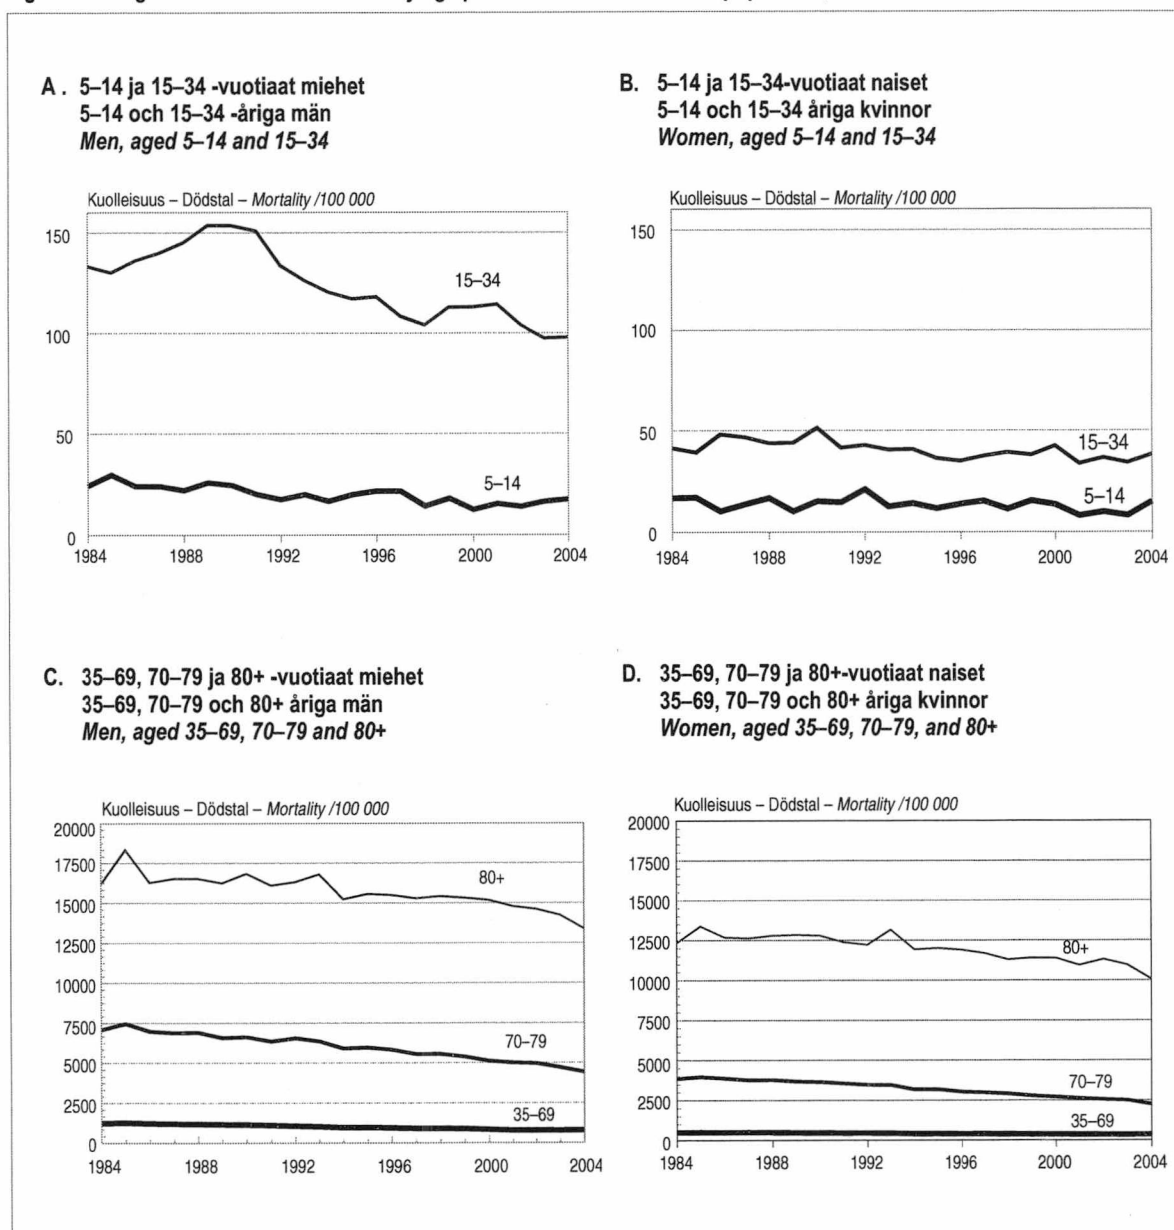 A . 5–14 ja 15–34 -vuotiaat miehet
5–14 och 15–34 -åriga män
Men, aged 5–14 and 15–34
Kuolleisuus – Dödstal – Mortality /100 000
150
100
50
0
15–34
5–14
1984 1988 1992 1996 2000 2004
B. 5–14 ja 15–34-vuotiaat naiset
5–14 och 15–34 åriga kvinnor
Women, aged 5–14 and 15–34
Kuolleisuus – Dödstal – Mortality /100 000
150
100
50
0
15–34
5–14
1984 1988 1992 1996 2000 2004
C. 35–69, 70–79 ja 80+ -vuotiaat miehet
35–69, 70–79 och 80+ åriga män
Men, aged 35–69, 70–79 and 80+
Kuolleisuus – Dödstal – Mortality /100 000
20000
17500
15000
12500
10000
7500
5000
2500
0
80+
70–79
35–69
1984 1988 1992 1996 2000 2004
D. 35–69, 70–79 ja 80+-vuotiaat naiset
35–69, 70–79 och 80+ åriga kvinnor
Women, aged 35–69, 70–79, and 80+
Kuolleisuus – Dödstal – Mortality /100 000
20000
17500
15000
12500
10000
7500
5000
2500
0
80+
70–79
35–69
1984 1988 1992 1996 2000 2004